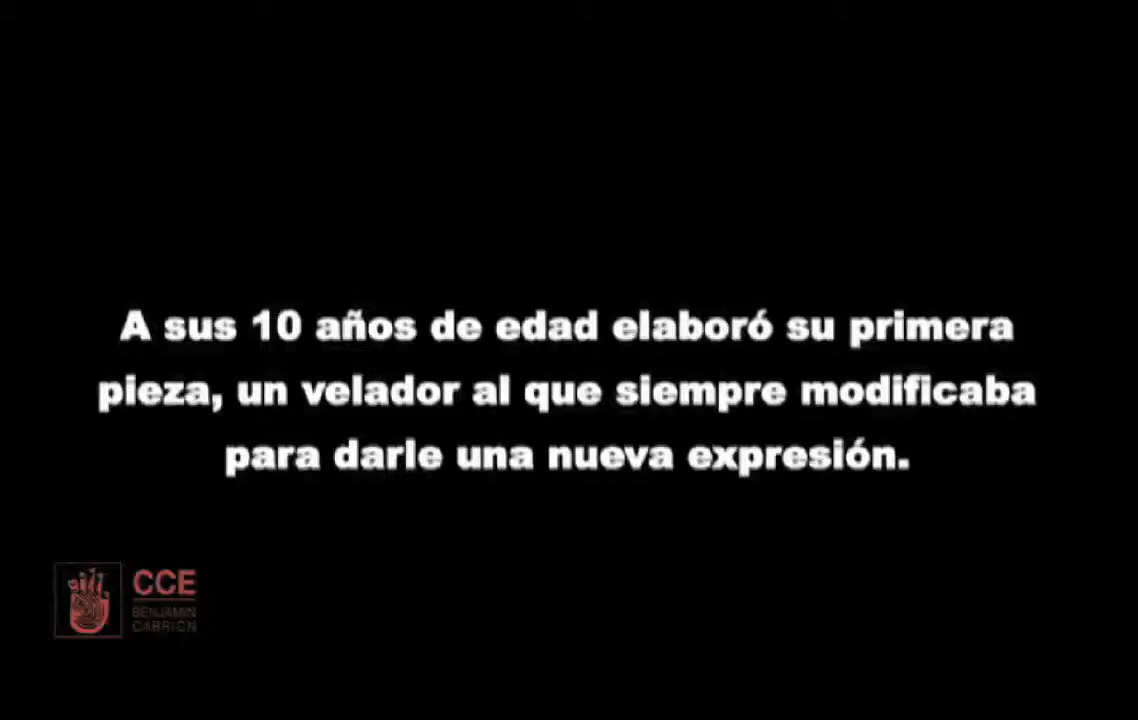 A sus 10 años de edad elaboró su primera
pieza, un velador al que siempre modificaba
para darle una nueva expresión.
CCE
BENJAMIN
CARRION